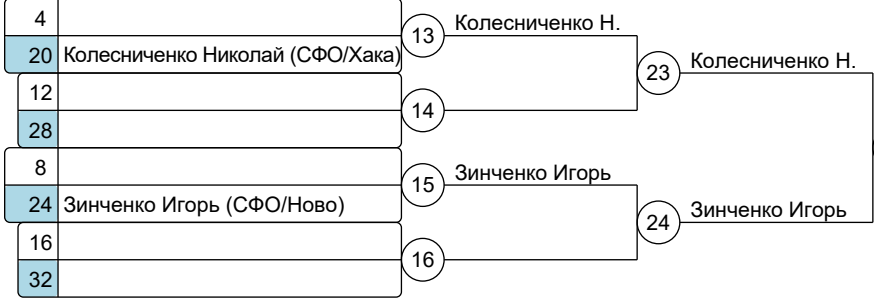 4
20 Колесниченко Николай (СФО/Хака)
12
28
8
24 Зинченко Игорь (СФО/Ново)
16
32
13 Колесниченко Н.
14
15 Зинченко Игорь
16
23 Колесниченко Н.
24 Зинченко Игорь